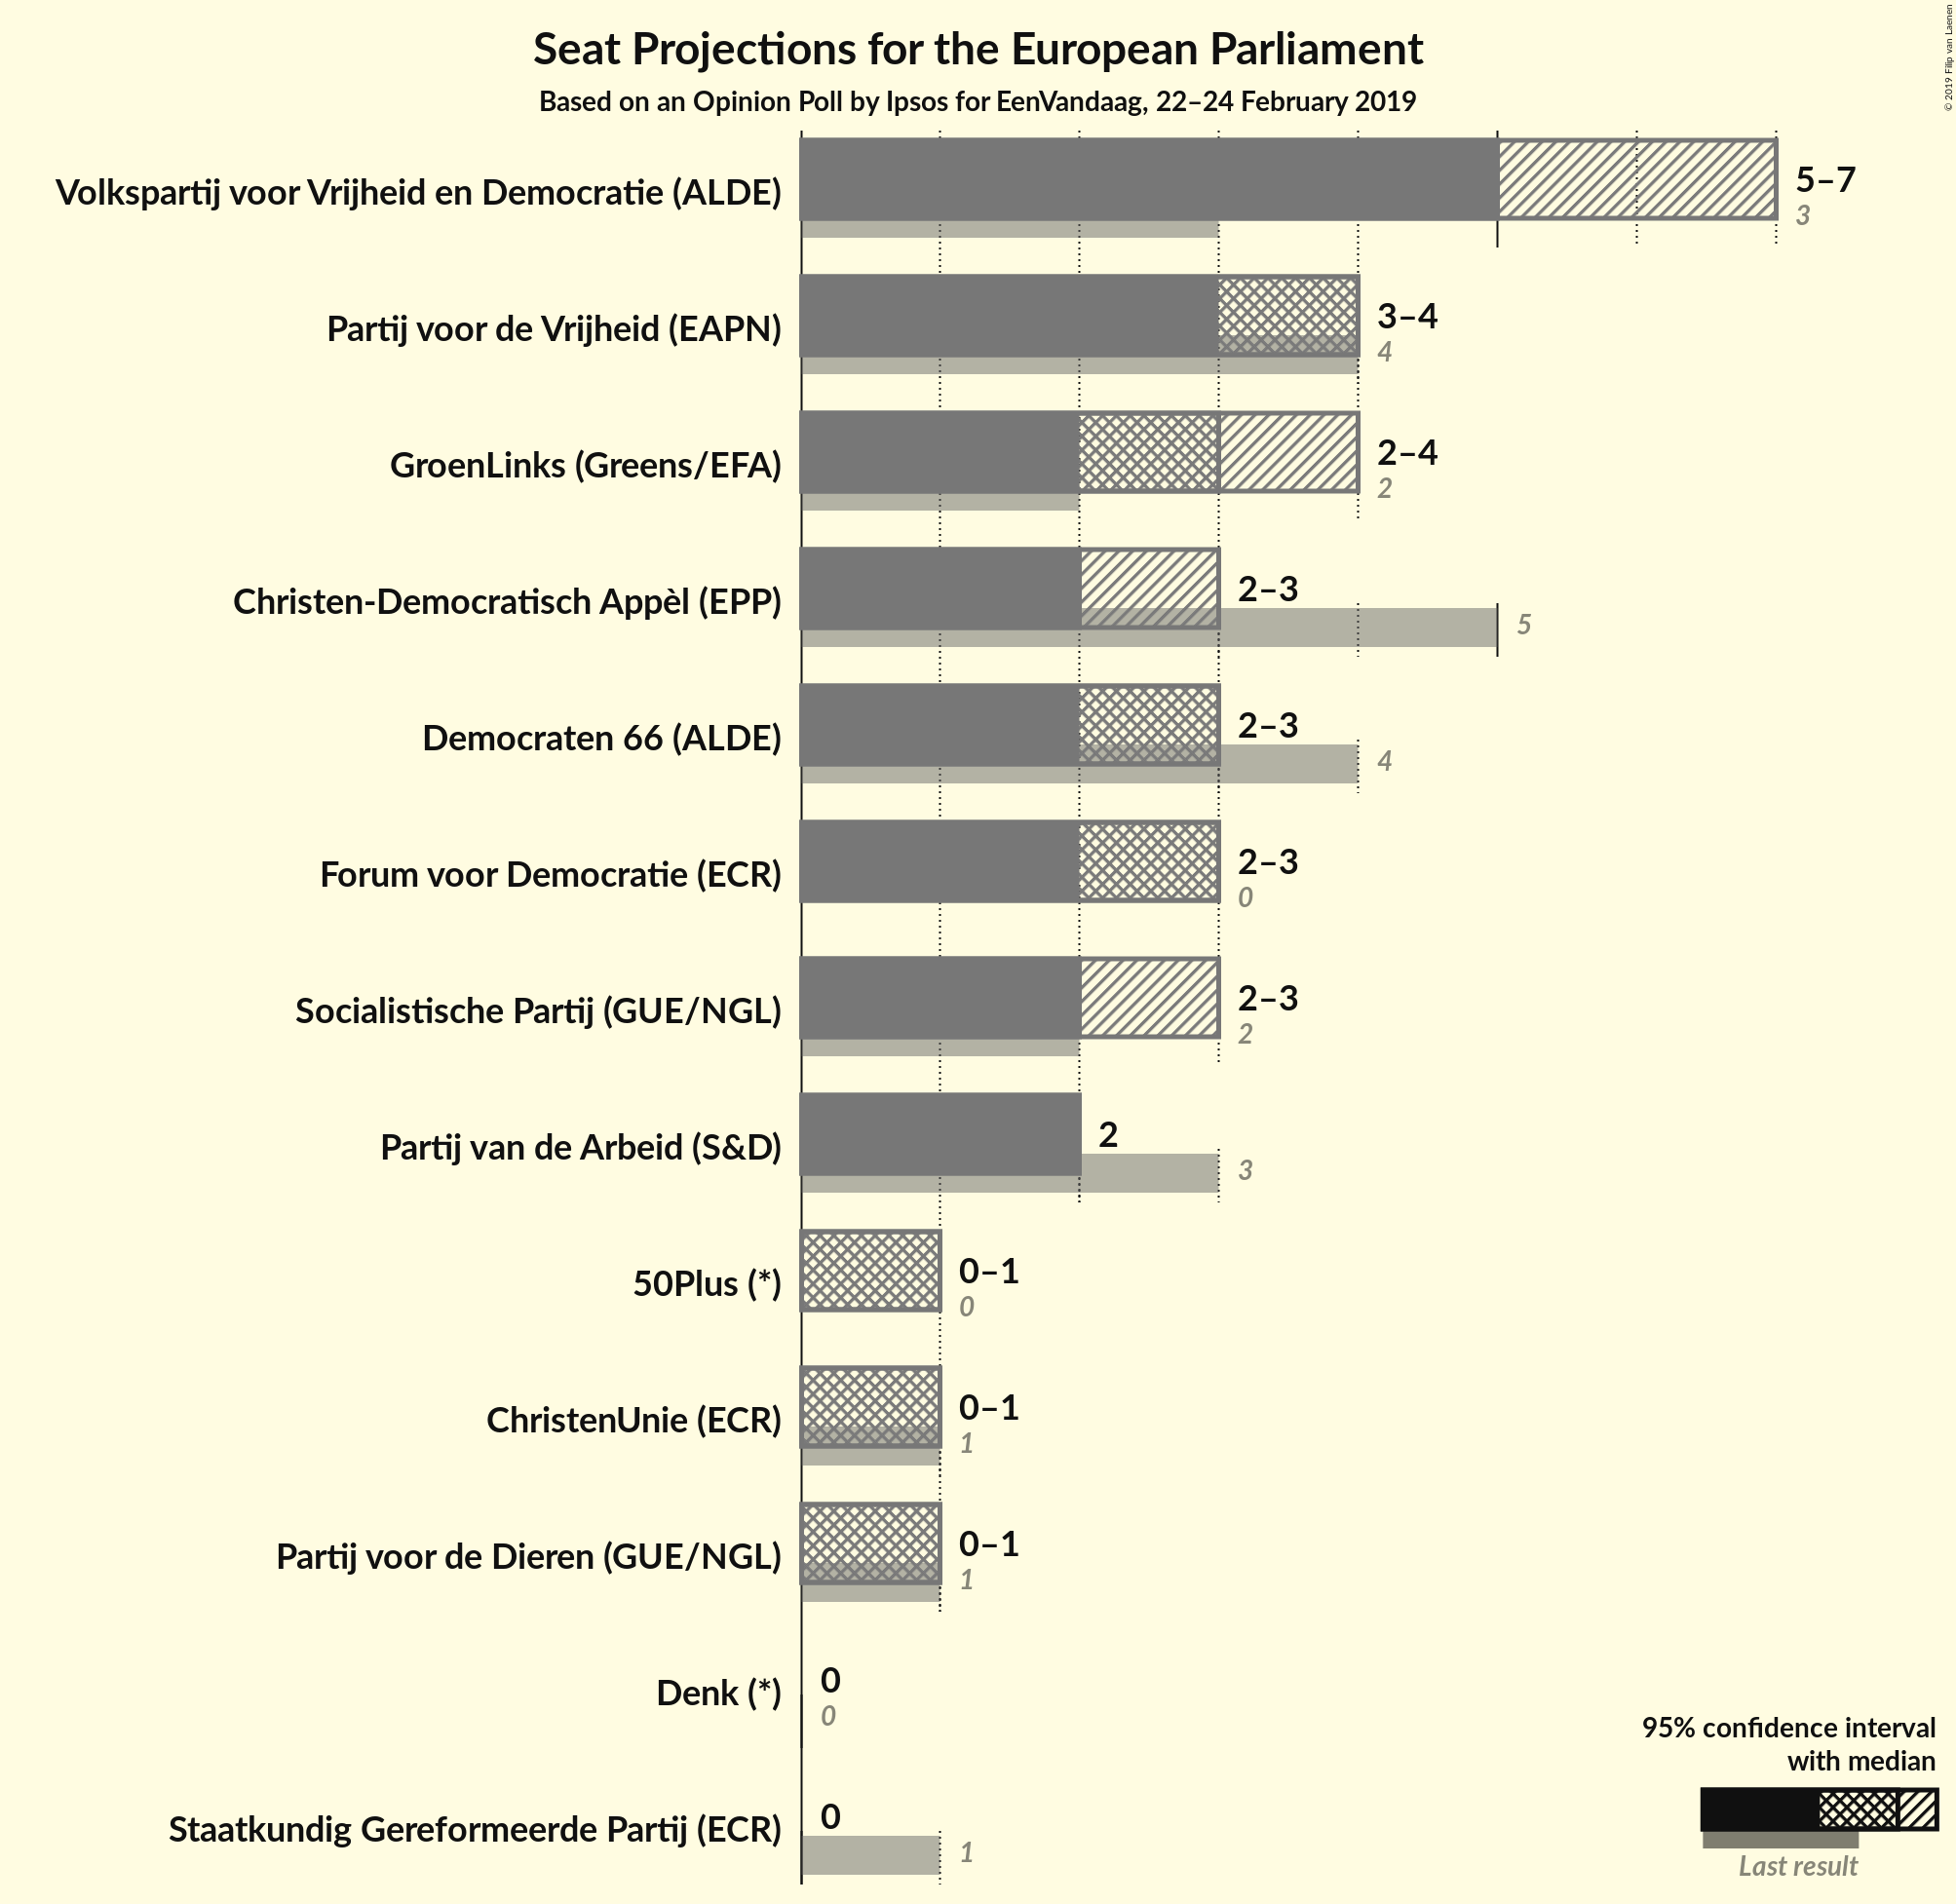 Seat Projections for the European Parliament
Based on an Opinion Poll by Ipsos for EenVandaag, 22–24 February 2019
© 2019 Filip van Laenen
Volkspartij voor Vrijheid en Democratie (ALDE)
5–7
3
Partij voor de Vrijheid (EAPN)
3–4
4
GroenLinks (Greens/EFA)
2–4
2
Christen-Democratisch Appèl (EPP)
2–3
5
Democraten 66 (ALDE)
2–3
4
Forum voor Democratie (ECR)
2–3
0
Socialistische Partij (GUE/NGL)
2–3
2
Partij van de Arbeid (S&D)
2
3
50Plus (*)
0–1
0
ChristenUnie (ECR)
0–1
1
Partij voor de Dieren (GUE/NGL)
0–1
1
Denk (*)
0
0
Staatkundig Gereformeerde Partij (ECR)
0
1
95% confidence interval
with median
Last result